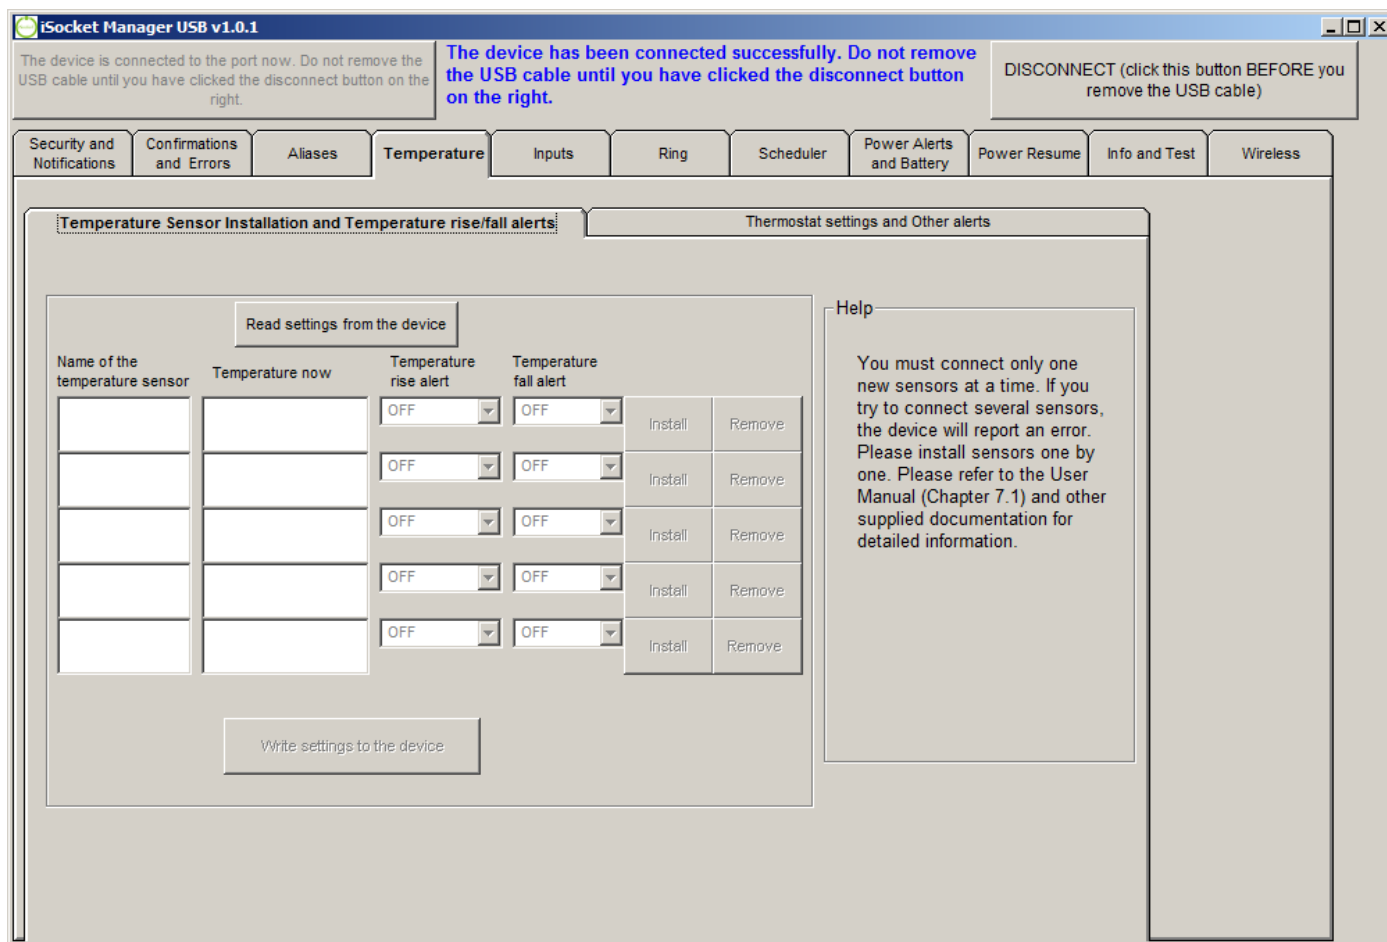 iSocket Manager USB v1.0.1
The device is connected to the port now. Do not remove the
USB cable until you have clicked the disconnect button on the
right.
The device has been connected successfully. Do not remove
the USB cable until you have clicked the disconnect button
on the right.
DISCONNECT (click this button BEFORE you
remove the USB cable)
Security and
Notifications
Confirmations
and Errors
Aliases
Temperature
Inputs
Ring
Scheduler
Power Alerts
and Battery
Power Resume
Info and Test
Wireless
Temperature Sensor Installation and Temperature rise/fall alerts
Thermostat settings and Other alerts
Read settings from the device
Name of the
temperature sensor
Temperature now
Temperature
rise alert
Temperature
fall alert
OFF OFF Install Remove
OFF OFF Install Remove
OFF OFF Install Remove
OFF OFF Install Remove
OFF OFF Install Remove
Write settings to the device
Help
You must connect only one
new sensors at a time. If you
try to connect several sensors,
the device will report an error.
Please install sensors one by
one. Please refer to the User
Manual (Chapter 7.1) and other
supplied documentation for
detailed information.